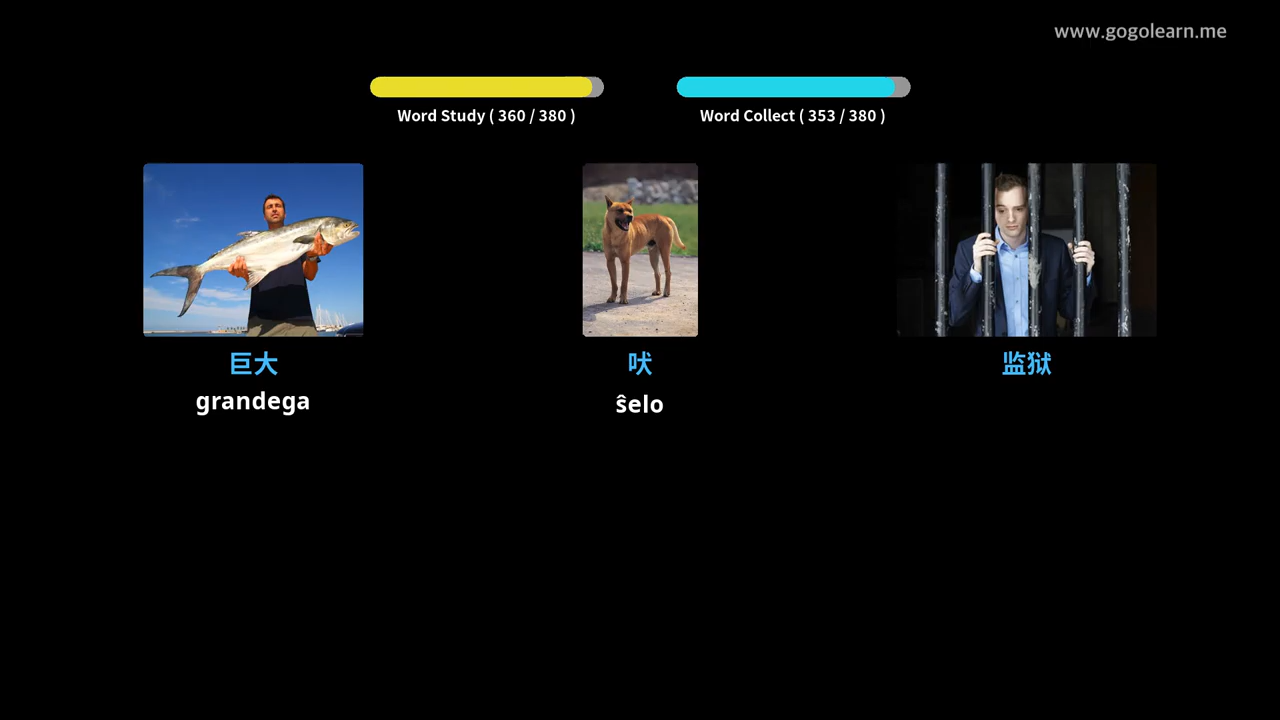 www.gogolearn.me
Word Study ( 360 / 380 )
Word Collect ( 353 / 380 )
巨大
吠
监狱
grandega
ŝelo